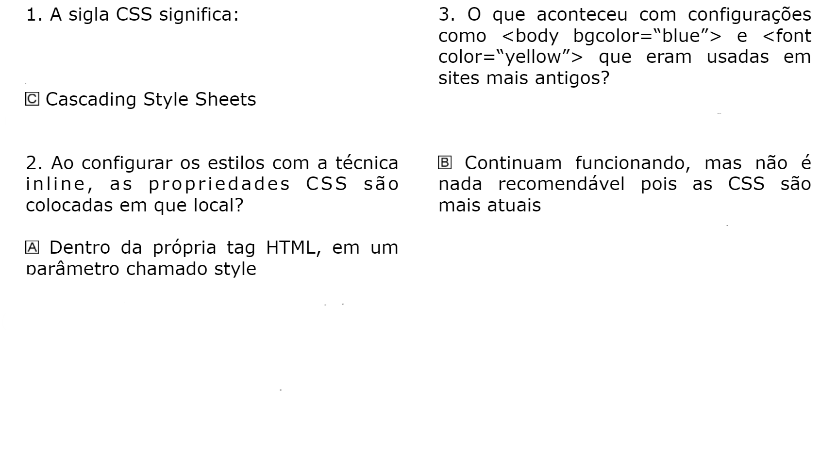 1. A sigla CSS significa:
C Cascading Style Sheets
2. Ao configurar os estilos com a técnica
inline, as propriedades CSS são
colocadas em que local?
A Dentro da própria tag HTML, em um
parâmetro chamado style
3. O que aconteceu com configurações
como <body bgcolor=“blue”> e <font
color=“yellow”> que eram usadas em
sites mais antigos?
B Continuam funcionando, mas não é
nada recomendável pois as CSS são
mais atuais